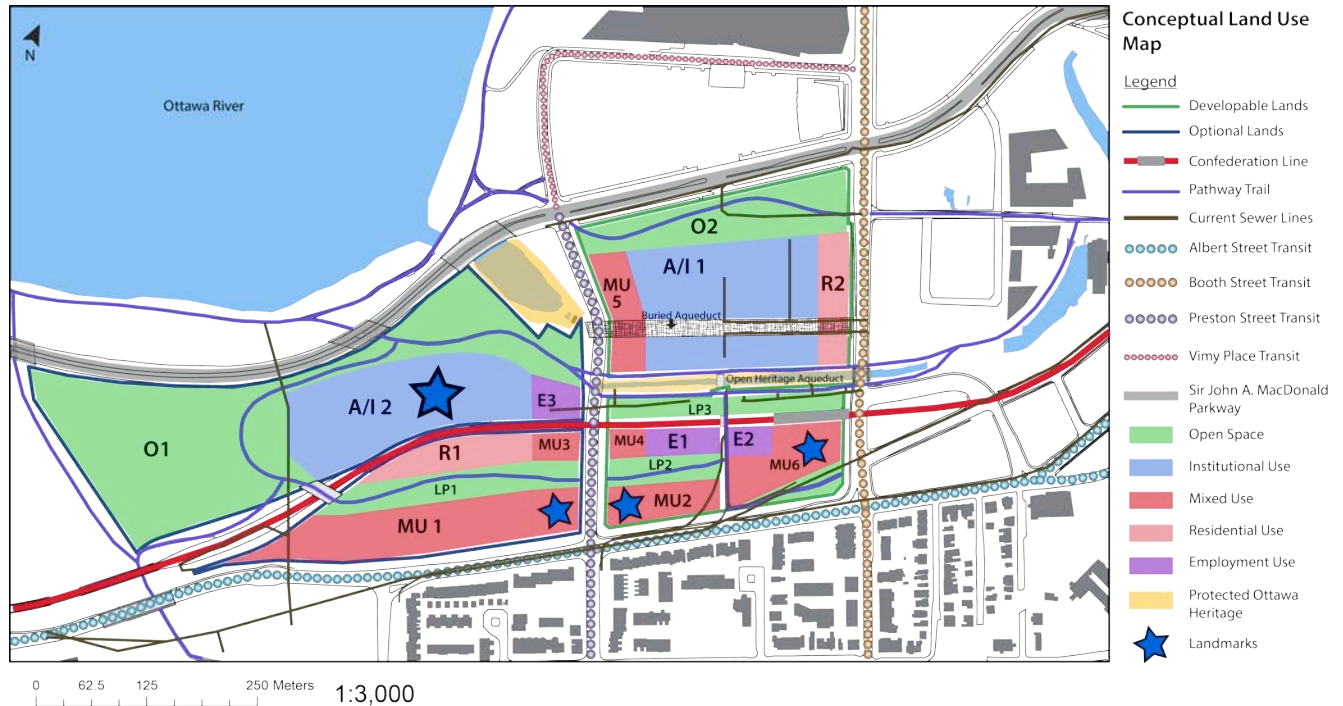 N
Ottawa River
O2
A/I 1
MU
5
R2
Buried Aqueduct
Open Heritage Aqueduct
A/I 2
E3
LP3
O1
R1
MU3
MU4
E1
E2
LP2
MU6
LP1
MU 1
MU2
0 62.5 125 250 Meters
1:3,000
Conceptual Land Use
Map
Legend
Developable Lands
Optional Lands
Confederation Line
Pathway Trail
Current Sewer Lines
Albert Street Transit
Booth Street Transit
Preston Street Transit
Vimy Place Transit
Sir John A. MacDonald
Parkway
Open Space
Institutional Use
Mixed Use
Residential Use
Employment Use
Protected Ottawa
Heritage
Landmarks